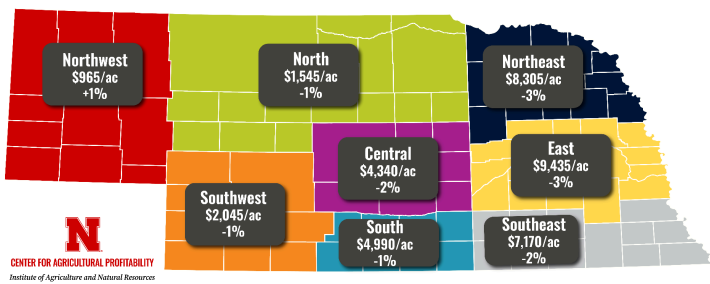 Northwest
$965/ac
+1%
North
$1,545/ac
-1%
Northeast
$8,305/ac
-3%
Central
$4,340/ac
-2%
East
$9,435/ac
-3%
Southwest
$2,045/ac
-1%
South
$4,990/ac
-1%
Southeast
$7,170/ac
-2%
N
CENTER FOR AGRICULTURAL PROFITABILITY
Institute of Agriculture and Natural Resources